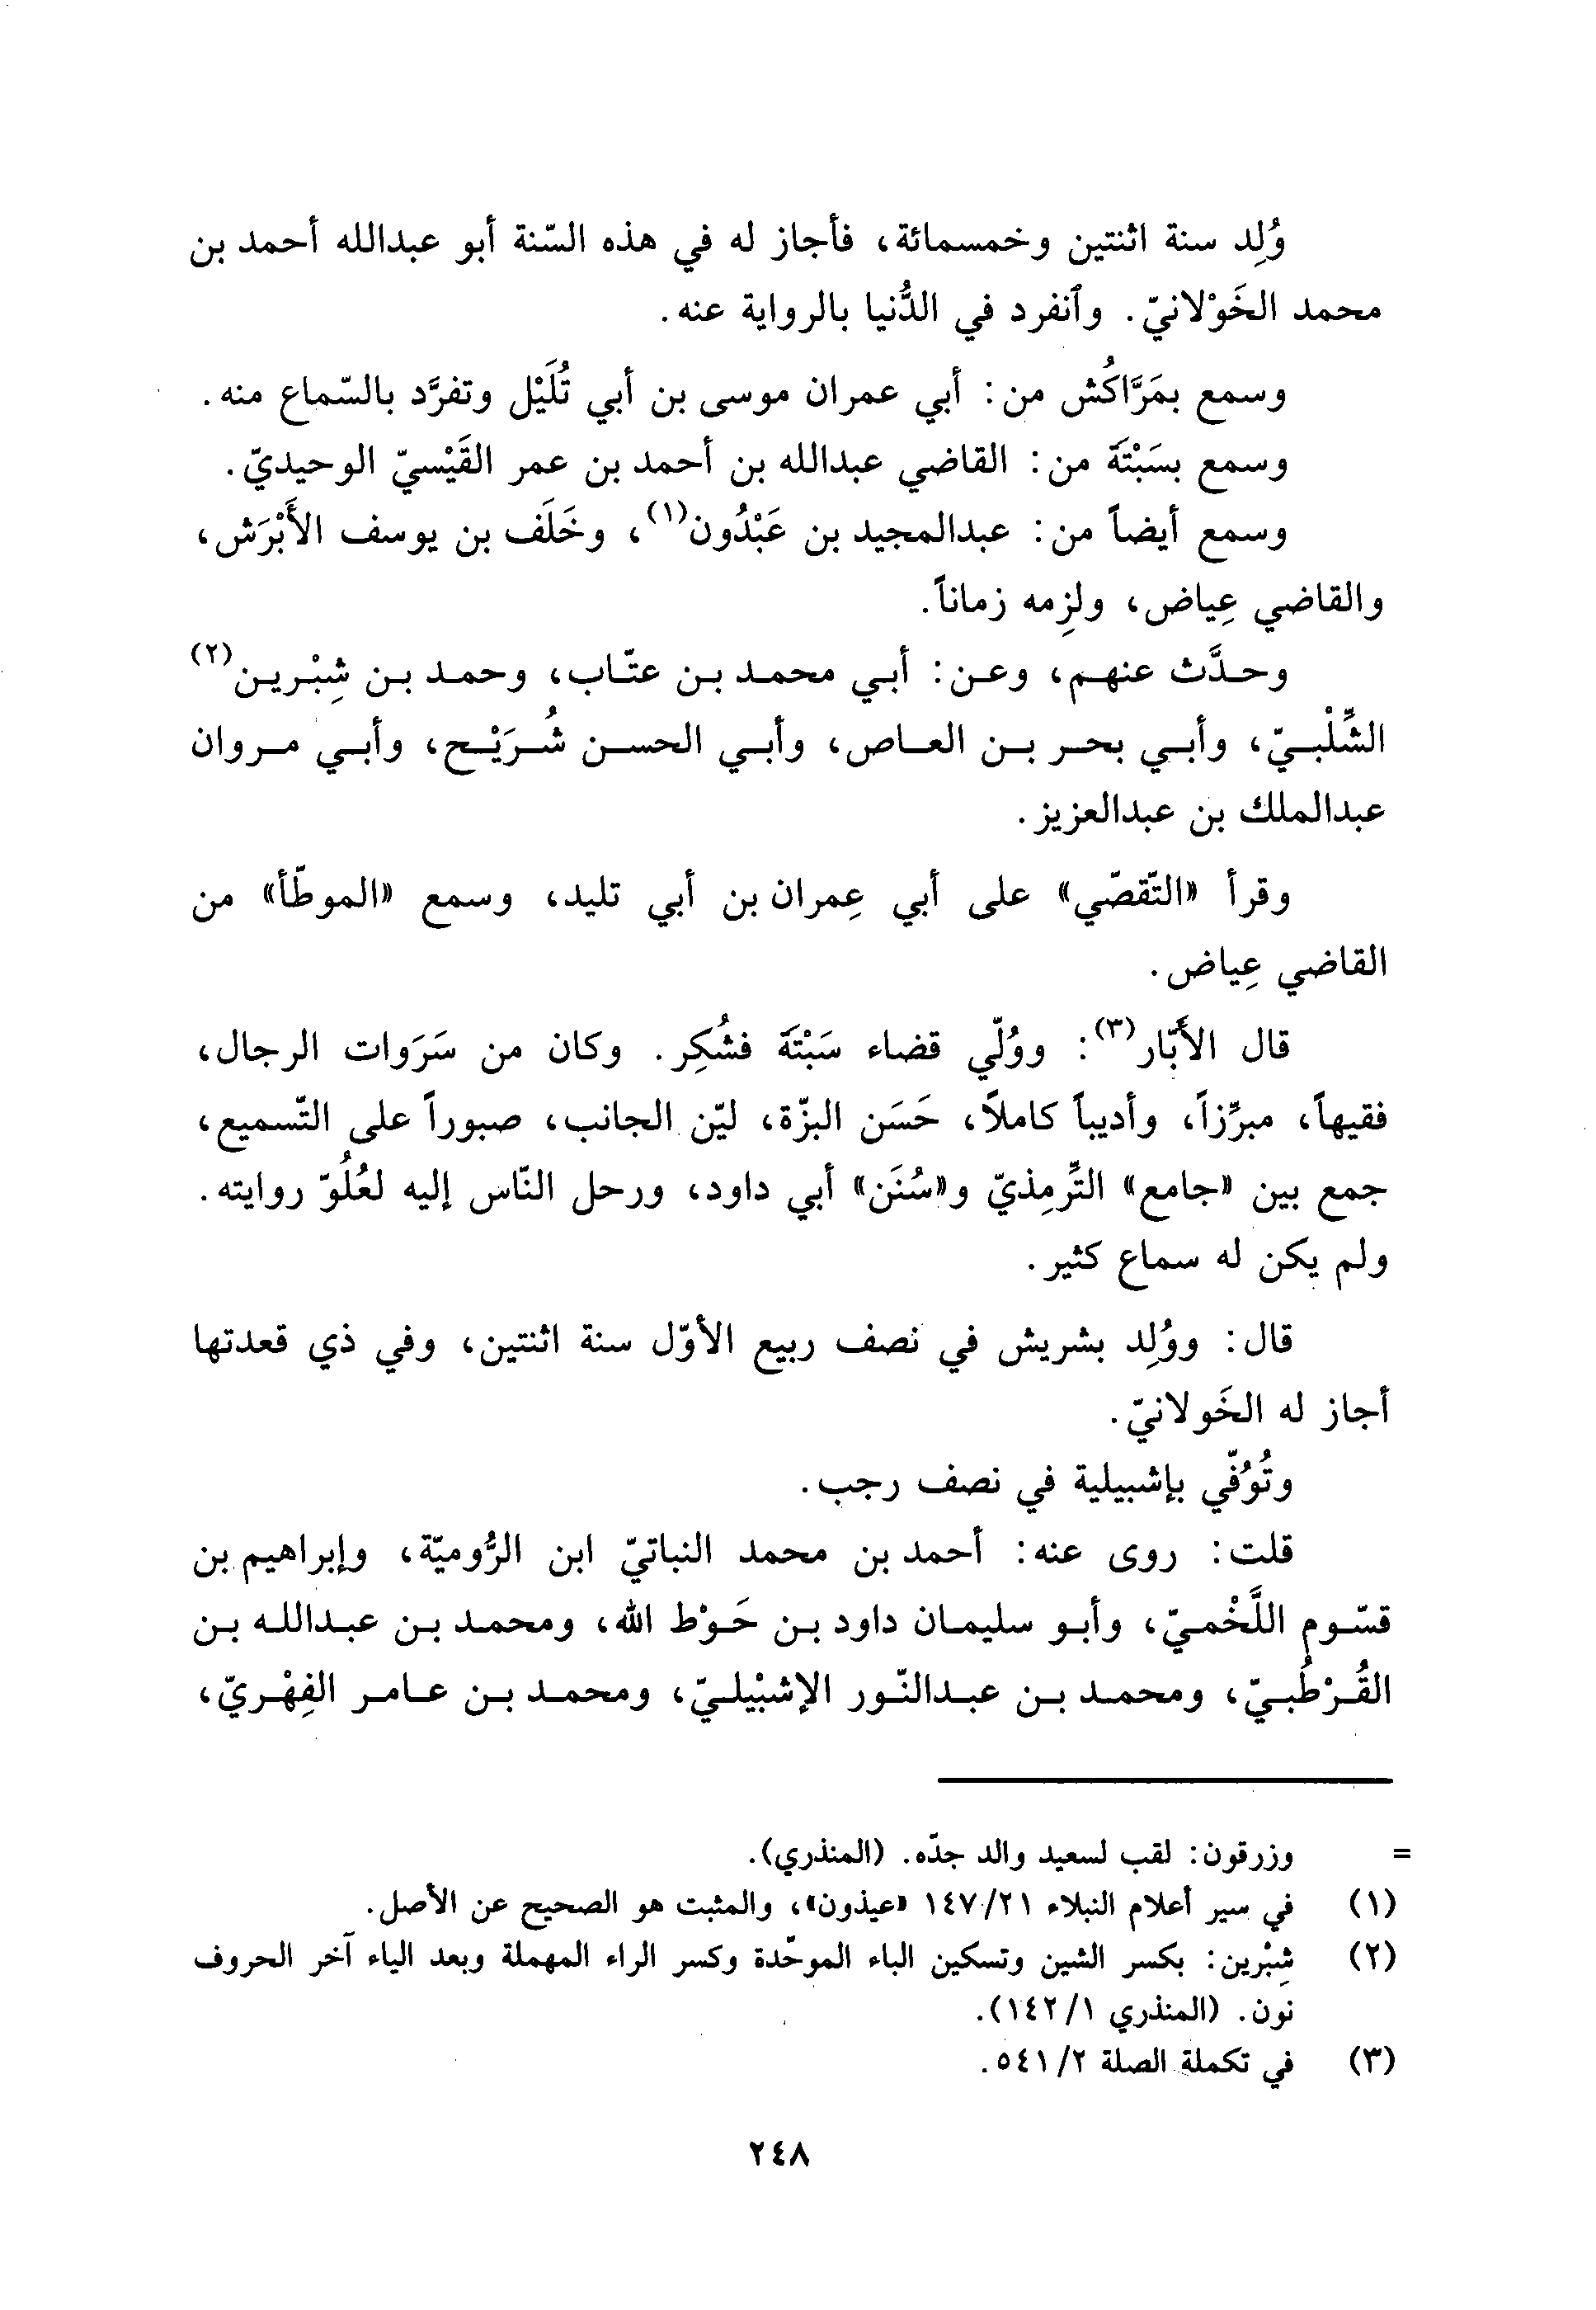 وُلِد سنة اثنتين وخمسمائة، فأجاز له في هذه السّنة أبو عبدالله أحمد بن
محمد الخَوْلانيّ. وٱنفرد في الدُّنيا بالرواية عنه.
وسمع بمَرَّاكُش من: أبي عمران موسى بن أبي تُلَيْل وتفرَّد بالسّماع منه.
وسمع بسَبْتَة من: القاضي عبدالله بن أحمد بن عمر القَيْسيّ الوحيديّ.
وسمع أيضاً من: عبدالمجيد بن عَبْدُون(١)، وخَلَف بن يوسف الأَبْرَش،
والقاضي عِياض، ولزِمه زماناً.
وحدَّث عنهم، وعن: أبي محمد بن عتّاب، وحمد بن شِبْرين(٢)
الشِّلْبيّ، وأبي بحر بن العاص، وأبي الحسن شُرَيْح، وأبي مروان
عبدالملك بن عبدالعزيز.
وقرأ «التّقصّي» على أبي عِمران بن أبي تليد، وسمع «الموطّأ» من
القاضي عِياض.
قال الأَبّار(٣): ووُلّي قضاء سَبْتَة فشُكِر. وكان من سَرَوات الرجال،
فقيهاً، مبرِّزاً، وأديباً كاملاً، حَسَن البزّة، ليّن الجانب، صبوراً على التّسميع،
جمع بين «جامع» التِّرمِذيّ و«سُنَن» أبي داود، ورحل النّاس إليه لعُلُوّ روايته.
ولم يكن له سماع كثير.
قال: ووُلِد بشريش في نصف ربيع الأوّل سنة اثنتين، وفي ذي قعدتها
أجاز له الخَولانيّ.
وتُوُفّي بإشبيلية في نصف رجب.
قلت: روى عنه: أحمد بن محمد النباتيّ ابن الرُّوميّة، وإبراهيم بن
قسّوم اللَّخْميّ، وأبو سليمان داود بن حَوْط الله، ومحمد بن عبدالله بن
القُرْطُبيّ، ومحمد بن عبدالنّور الإشبْيليّ، ومحمد بن عامر الفِهْريّ،
= وزرقون: لقب لسعيد والد جدّه. (المنذري).
(١) في سير أعلام النبلاء ١٤٧/٢١ «عيذون»، والمثبت هو الصحيح عن الأصل.
(٢) شِبْرين: بكسر الشين وتسكين الباء الموحّدة وكسر الراء المهملة وبعد الياء آخر الحروف
نون. (المنذري ١٤٢/١).
(٣) في تكملة الصلة ٥٤١/٢.
٢٤٨